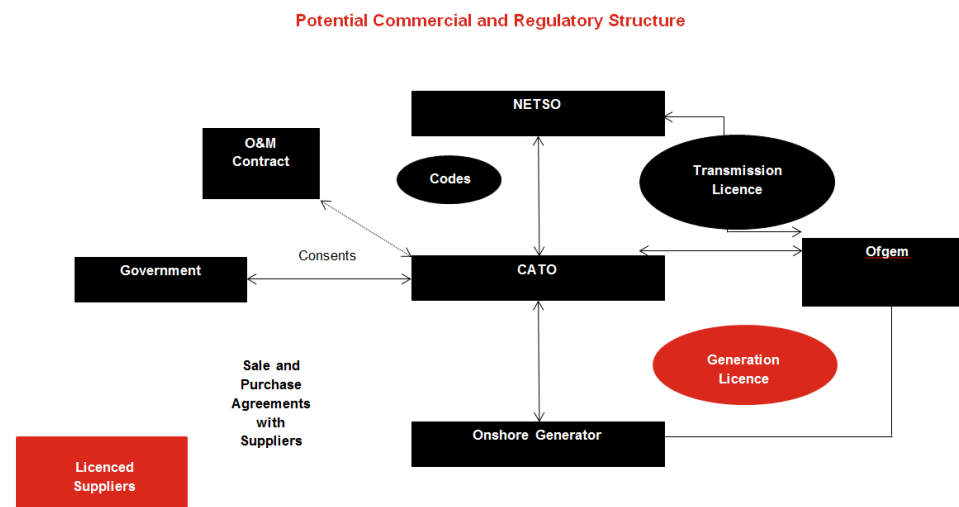 Potential Commercial and Regulatory Structure
NETSO
O&M
Contract
Codes
Transmission
Licence
Consents
Government
CATO
Ofgem
Sale and
Purchase
Agreements
with
Suppliers
Generation
Licence
Onshore Generator
Licenced
Suppliers